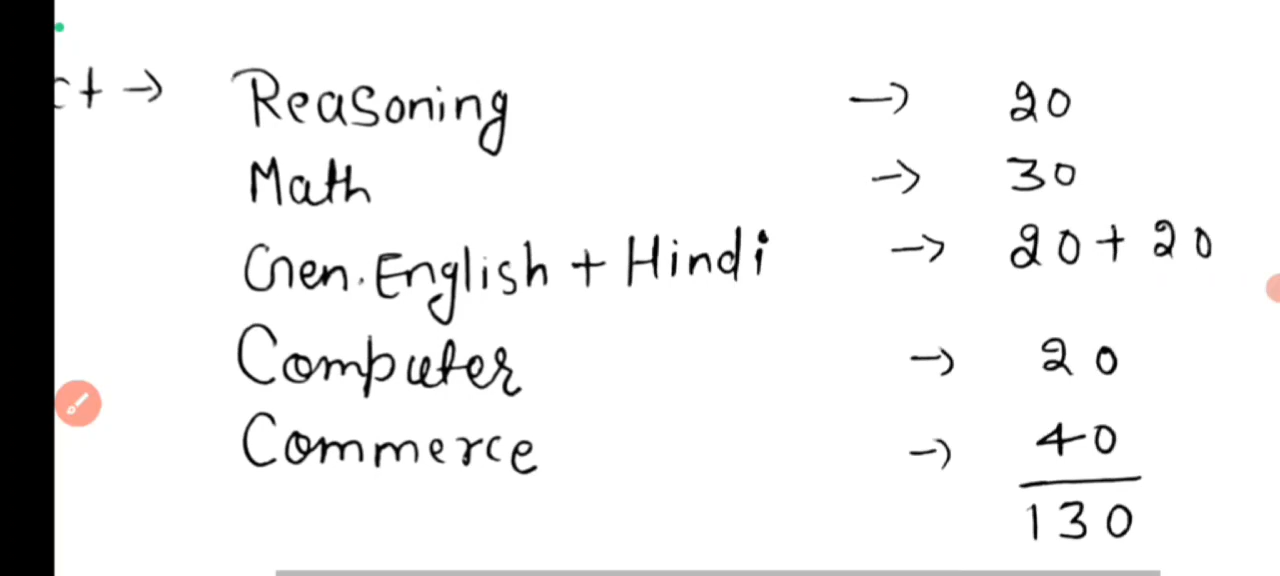 ct → Reasoning → 20
Math → 30
Gen. English + Hindi → 20 + 20
Computer → 20
Commerce → 40
130